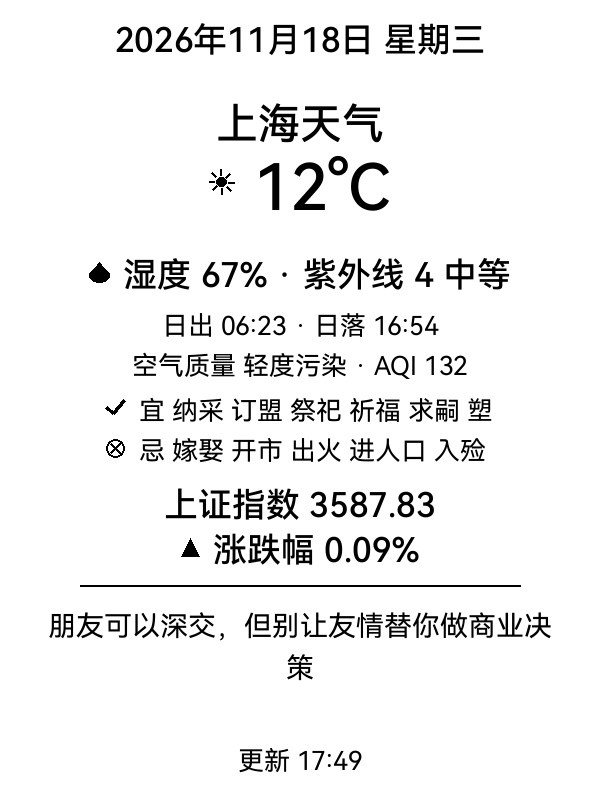 2026年11月18日 星期三
上海天气
12°C
湿度 67% · 紫外线 4 中等
日出 06:23 · 日落 16:54
空气质量 轻度污染 · AQI 132
宜 纳采 订盟 祭祀 祈福 求嗣 塑
忌 嫁娶 开市 出火 进人口 入殓
上证指数 3587.83
▲ 涨跌幅 0.09%
朋友可以深交，但别让友情替你做商业决
策
更新 17:49